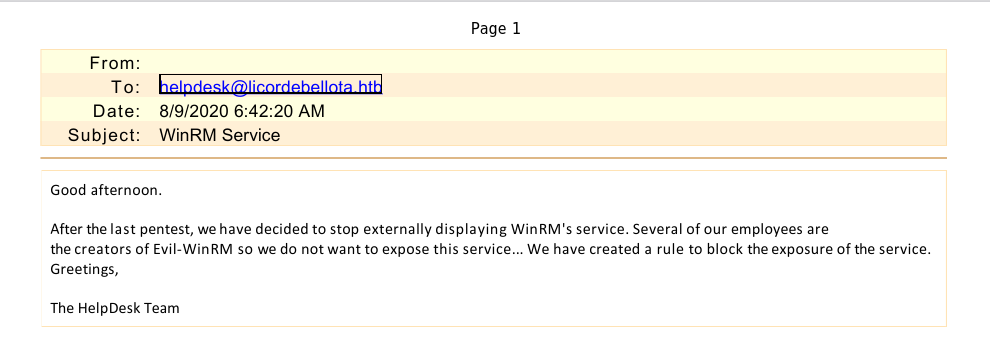 Page 1
From:
To: helpdesk@licordebellota.htb
Date: 8/9/2020 6:42:20 AM
Subject: WinRM Service
Good afternoon.
After the last pentest, we have decided to stop externally displaying WinRM's service. Several of our employees are
the creators of Evil-WinRM so we do not want to expose this service... We have created a rule to block the exposure of the service.
Greetings,
The HelpDesk Team